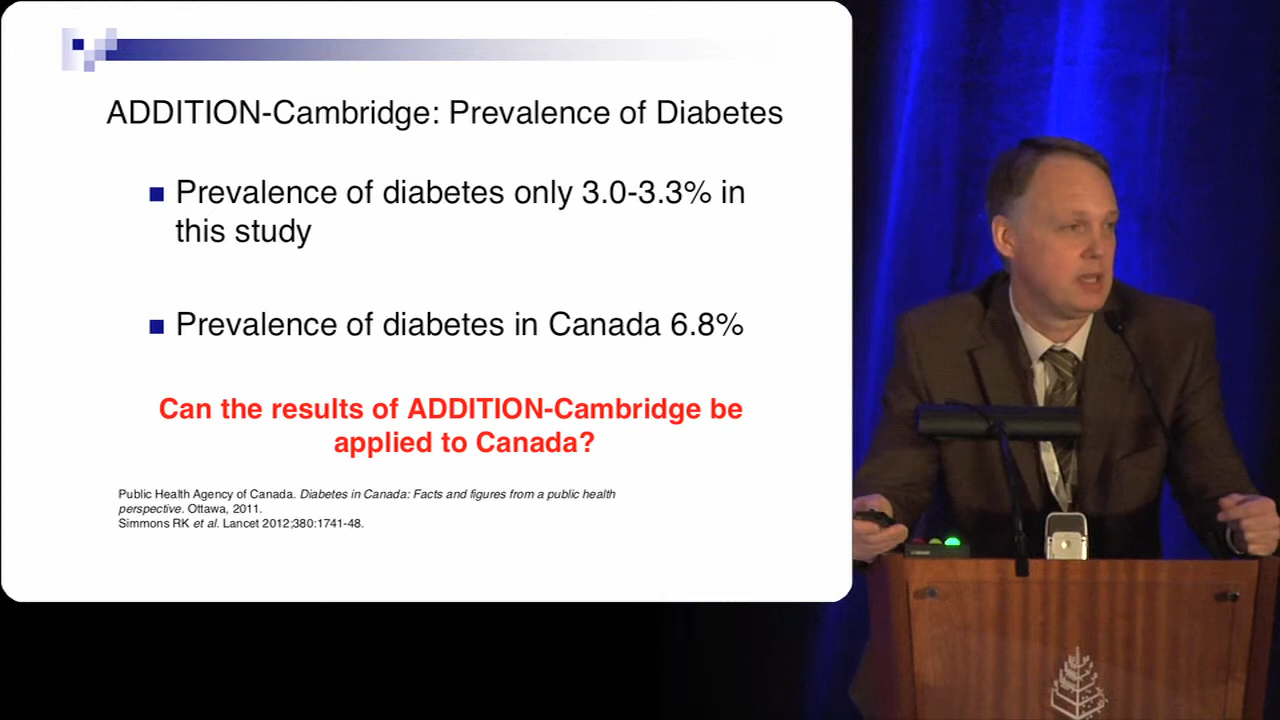 ADDITION-Cambridge: Prevalence of Diabetes
Prevalence of diabetes only 3.0-3.3% in
this study
Prevalence of diabetes in Canada 6.8%
Can the results of ADDITION-Cambridge be
applied to Canada?
Public Health Agency of Canada. Diabetes in Canada: Facts and figures from a public health
perspective. Ottawa, 2011.
Simmons RK et al. Lancet 2012;380:1741-48.